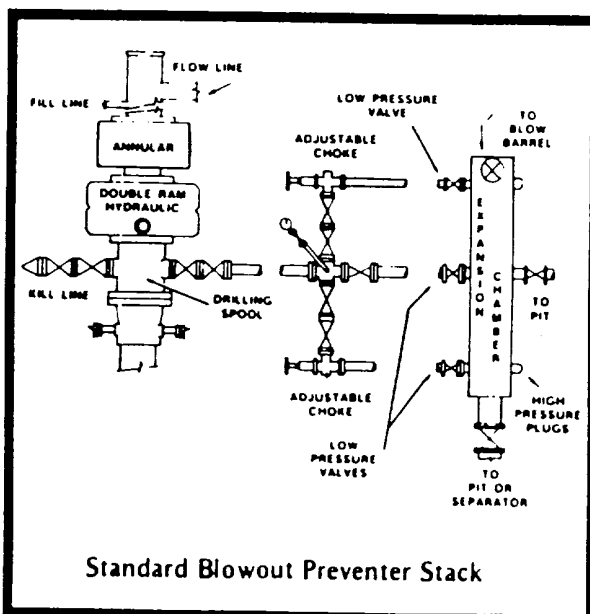 FLOW LINE
FILL LINE
ANNULAR
DOUBLE RAM
HYDRAULIC
KILL LINE
DRILLING
SPOOL
ADJUSTABLE
CHOKE
ADJUSTABLE
CHOKE
LOW PRESSURE
VALVE
TO
BLOW
BARREL
EXPANSION
CHAMBER
TO
PIT
LOW
PRESSURE
VALVES
HIGH
PRESSURE
PLUGS
TO
PIT OR
SEPARATOR
Standard Blowout Preventer Stack